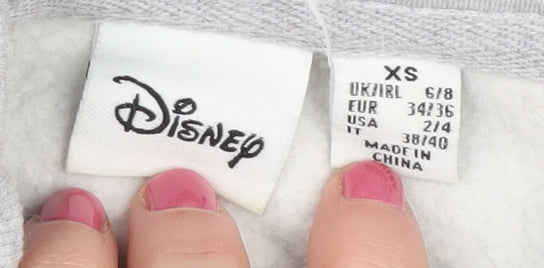 Disney
XS
UK/IRL 6/8
EUR 34/36
USA 2/4
IT 38/40
MADE IN
CHINA